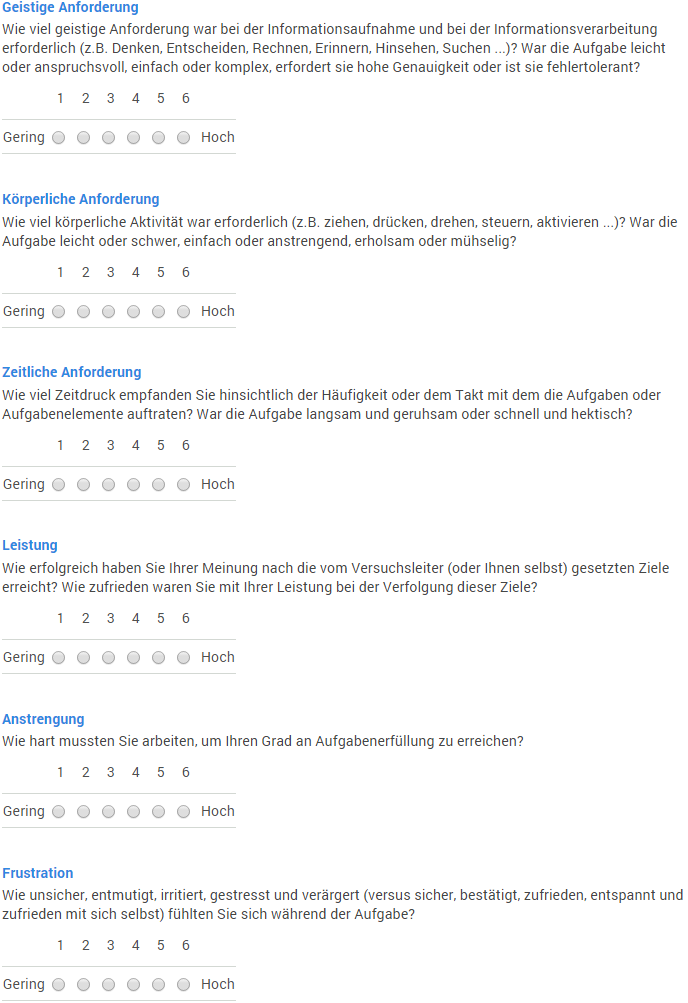 Geistige Anforderung
Wie viel geistige Anforderung war bei der Informationsaufnahme und bei der Informationsverarbeitung
erforderlich (z.B. Denken, Entscheiden, Rechnen, Erinnern, Hinsehen, Suchen ...)? War die Aufgabe leicht
oder anspruchsvoll, einfach oder komplex, erfordert sie hohe Genauigkeit oder ist sie fehlertolerant?
1 2 3 4 5 6
Gering Hoch
Körperliche Anforderung
Wie viel körperliche Aktivität war erforderlich (z.B. ziehen, drücken, drehen, steuern, aktivieren ...)? War die
Aufgabe leicht oder schwer, einfach oder anstrengend, erholsam oder mühselig?
1 2 3 4 5 6
Gering Hoch
Zeitliche Anforderung
Wie viel Zeitdruck empfanden Sie hinsichtlich der Häufigkeit oder dem Takt mit dem die Aufgaben oder
Aufgabenelemente auftraten? War die Aufgabe langsam und geruhsam oder schnell und hektisch?
1 2 3 4 5 6
Gering Hoch
Leistung
Wie erfolgreich haben Sie Ihrer Meinung nach die vom Versuchsleiter (oder Ihnen selbst) gesetzten Ziele
erreicht? Wie zufrieden waren Sie mit Ihrer Leistung bei der Verfolgung dieser Ziele?
1 2 3 4 5 6
Gering Hoch
Anstrengung
Wie hart mussten Sie arbeiten, um Ihren Grad an Aufgabenerfüllung zu erreichen?
1 2 3 4 5 6
Gering Hoch
Frustration
Wie unsicher, entmutigt, irritiert, gestresst und verärgert (versus sicher, bestätigt, zufrieden, entspannt und
zufrieden mit sich selbst) fühlten Sie sich während der Aufgabe?
1 2 3 4 5 6
Gering Hoch